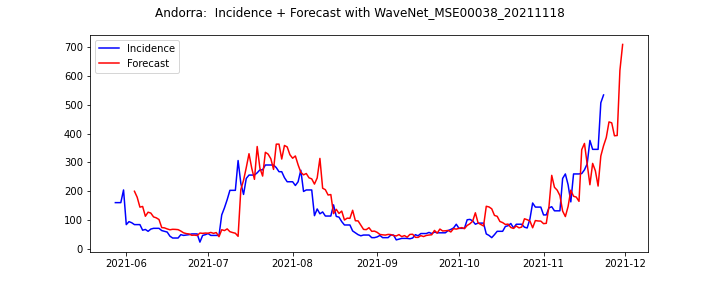 Andorra:  Incidence + Forecast with WaveNet_MSE00038_20211118
Incidence
Forecast
700
600
500
400
300
200
100
0
2021-06 2021-07 2021-08 2021-09 2021-10 2021-11 2021-12